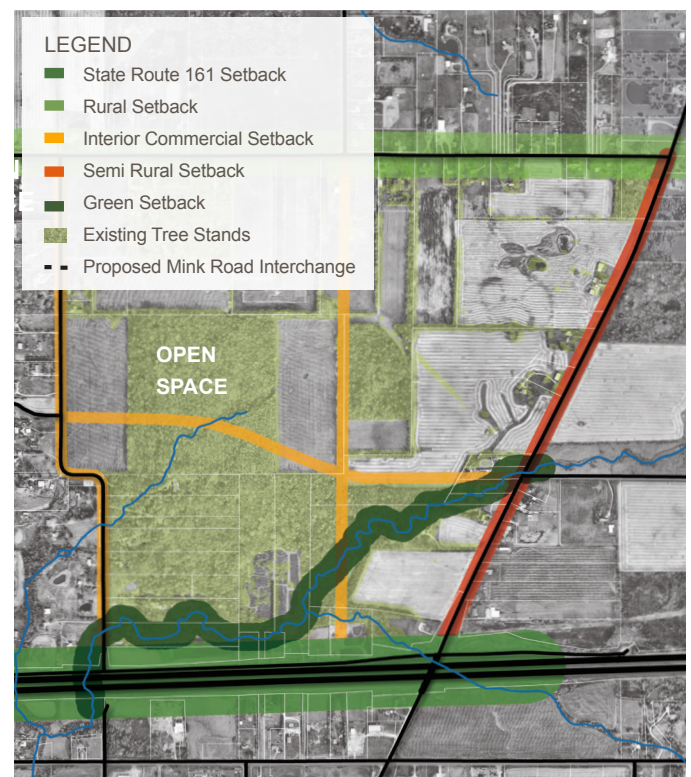 LEGEND
State Route 161 Setback
Rural Setback
Interior Commercial Setback
Semi Rural Setback
Green Setback
Existing Tree Stands
Proposed Mink Road Interchange
OPEN
SPACE